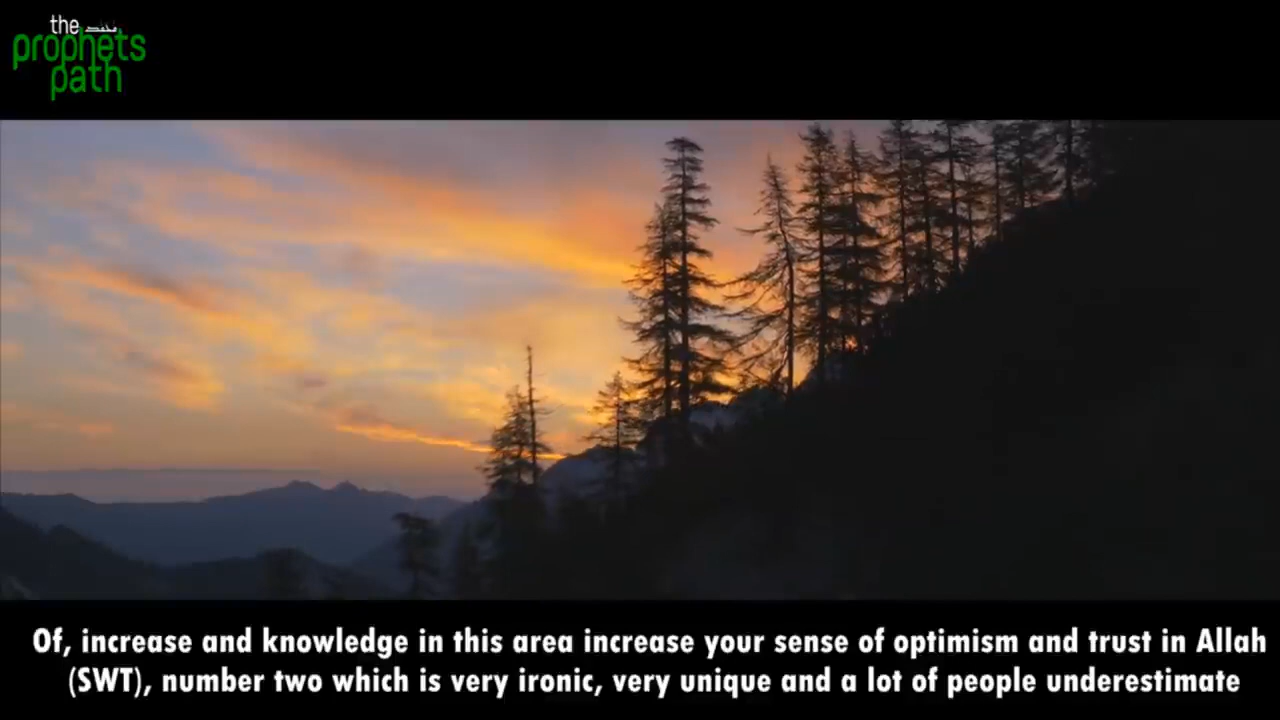 the
prophets
path
Of, increase and knowledge in this area increase your sense of optimism and trust in Allah
(SWT), number two which is very ironic, very unique and a lot of people underestimate